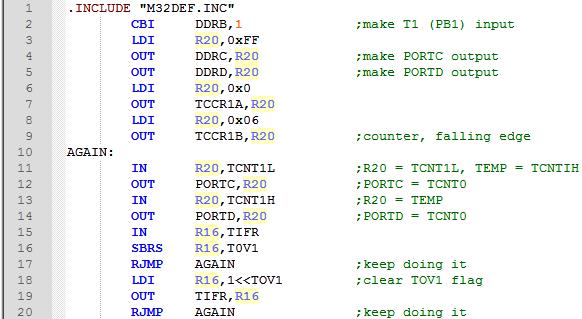 1 .INCLUDE "M32DEF.INC"
2 CBI DDRB,1 ;make T1 (PB1) input
3 LDI R20,0xFF
4 OUT DDRC,R20 ;make PORTC output
5 OUT DDRD,R20 ;make PORTD output
6 LDI R20,0x0
7 OUT TCCR1A,R20
8 LDI R20,0x06
9 OUT TCCR1B,R20 ;counter, falling edge
10 AGAIN:
11 IN R20,TCNT1L ;R20 = TCNT1L, TEMP = TCNTIH
12 OUT PORTC,R20 ;PORTC = TCNT0
13 IN R20,TCNT1H ;R20 = TEMP
14 OUT PORTD,R20 ;PORTD = TCNT0
15 IN R16,TIFR
16 SBRS R16,TOV1
17 RJMP AGAIN ;keep doing it
18 LDI R16,1<<TOV1 ;clear TOV1 flag
19 OUT TIFR,R16
20 RJMP AGAIN ;keep doing it